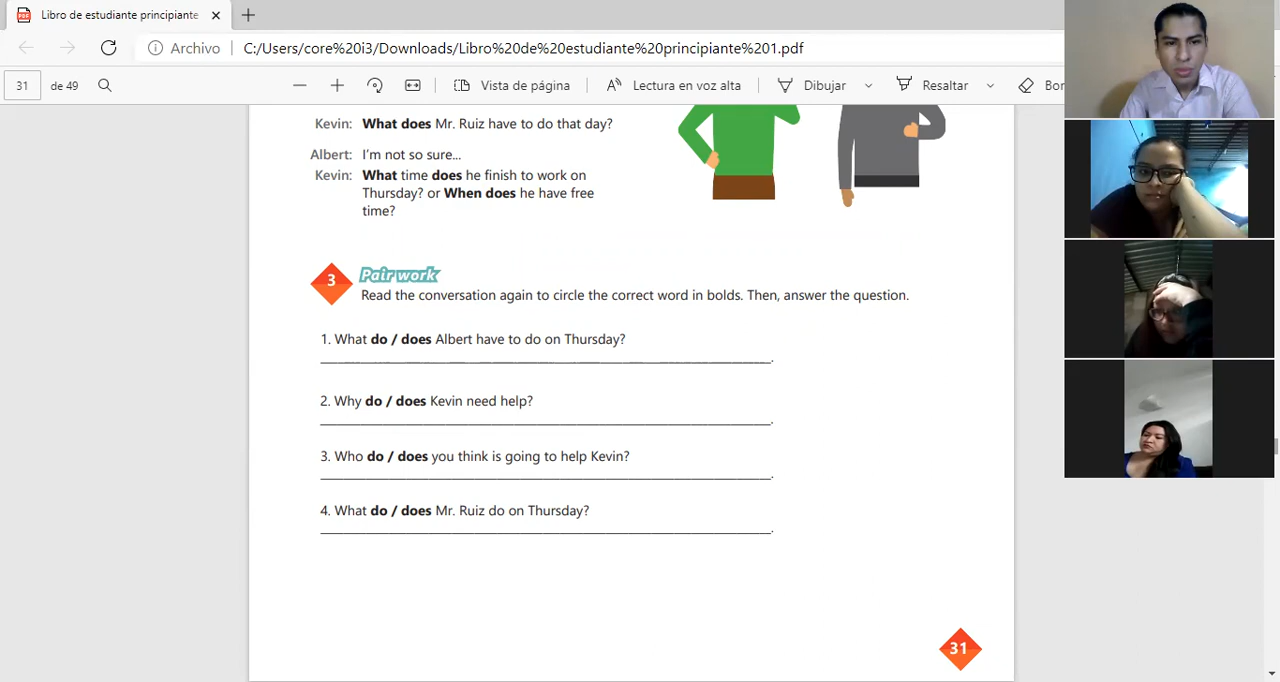 Libro de estudiante principiante
Archivo
C:/Users/core%20i3/Downloads/Libro%20de%20estudiante%20principiante%201.pdf
31 de 49
Vista de página
Lectura en voz alta
Dibujar
Resaltar
Bor
Kevin: What does Mr. Ruiz have to do that day?
Albert: I'm not so sure...
Kevin: What time does he finish to work on
Thursday? or When does he have free
time?
3
Pair work
Read the conversation again to circle the correct word in bolds. Then, answer the question.
1. What do / does Albert have to do on Thursday?
2. Why do / does Kevin need help?
3. Who do / does you think is going to help Kevin?
4. What do / does Mr. Ruiz do on Thursday?
31